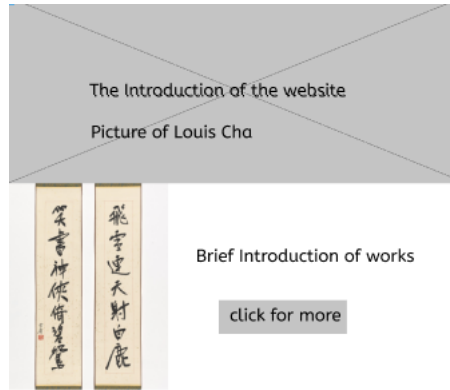 The Introduction of the website
Picture of Louis Cha
飛雪連天射白鹿
笑書神俠倚碧鴛
Brief Introduction of works
click for more